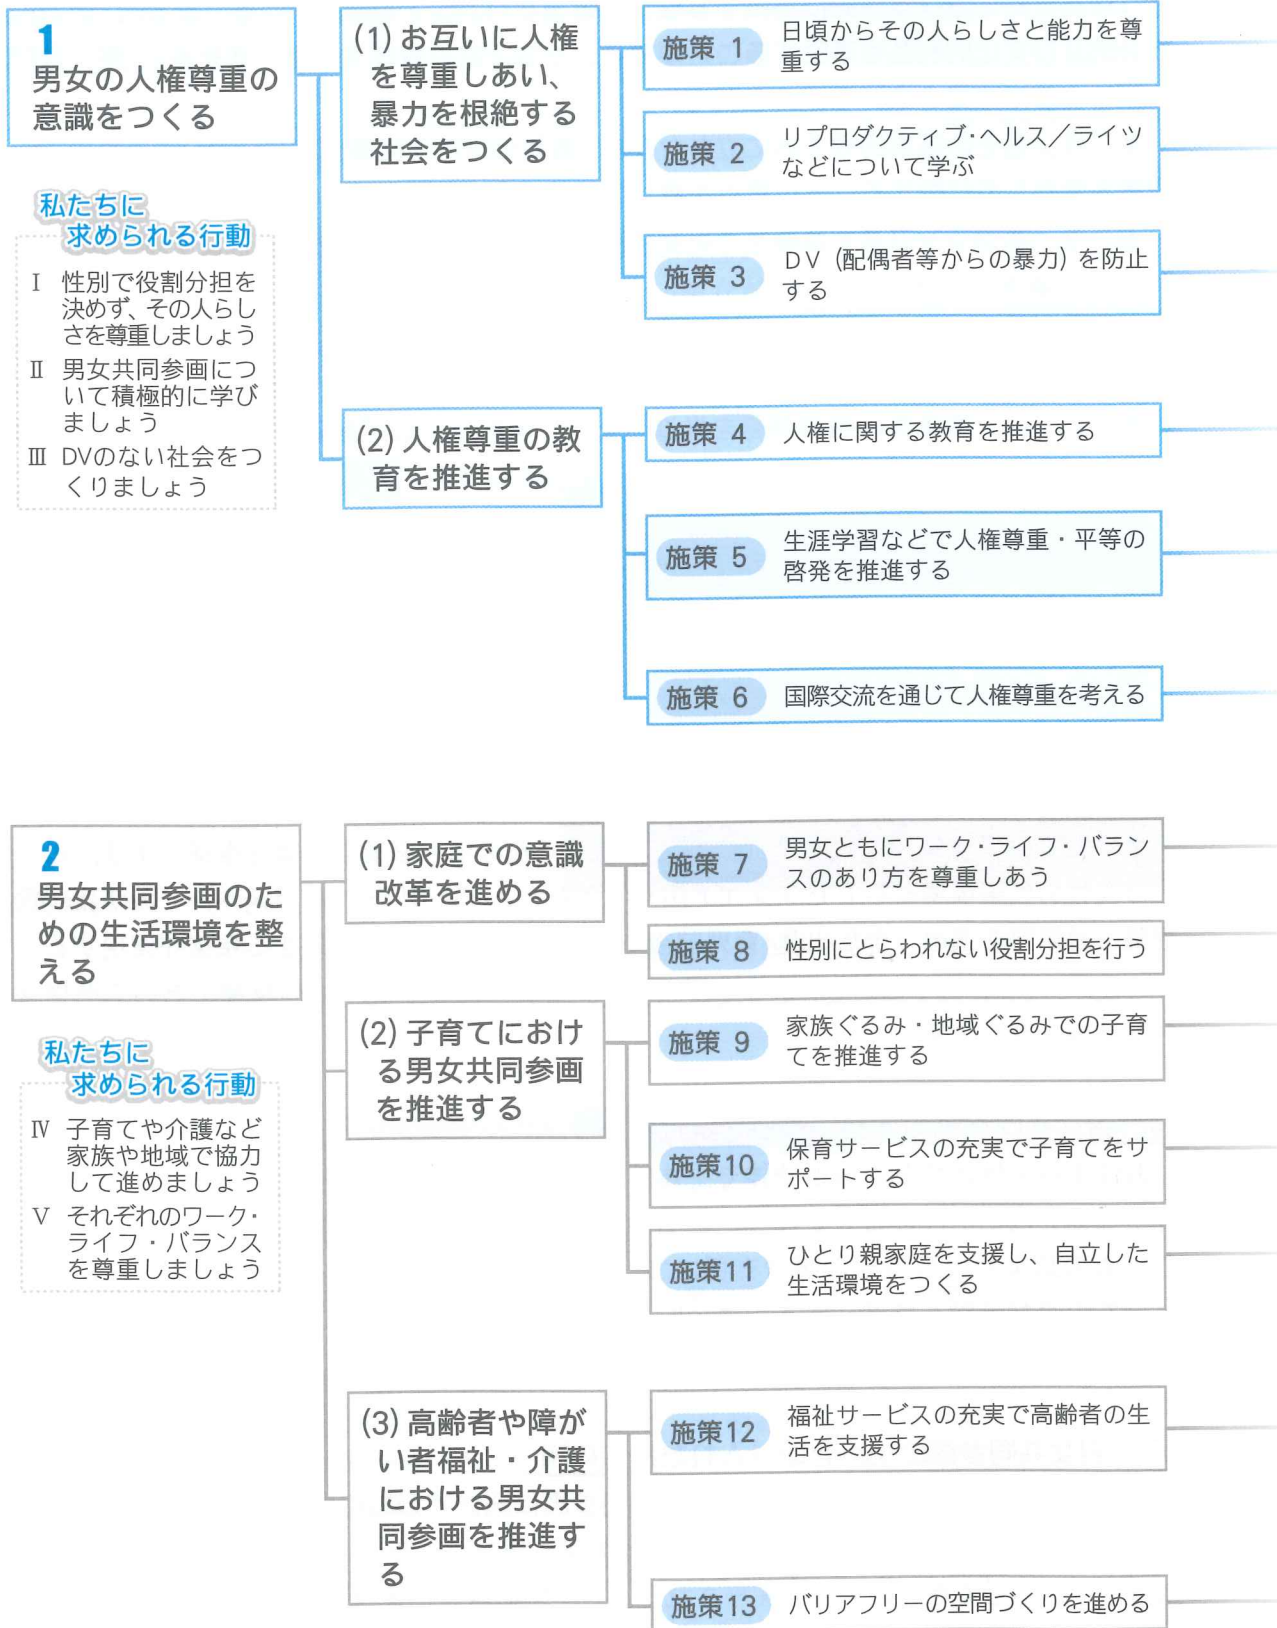 1
男女の人権尊重の
意識をつくる
私たちに
求められる行動
Ⅰ 性別で役割分担を
決めず、その人らし
さを尊重しましょう
Ⅱ 男女共同参画につ
いて積極的に学び
ましょう
Ⅲ DVのない社会をつ
くりましょう
(1) お互いに人権
を尊重しあい、
暴力を根絶する
社会をつくる
施策 1 日頃からその人らしさと能力を尊
重する
施策 2 リプロダクティブ・ヘルス／ライツ
などについて学ぶ
施策 3 DV（配偶者等からの暴力）を防止
する
(2) 人権尊重の教
育を推進する
施策 4 人権に関する教育を推進する
施策 5 生涯学習などで人権尊重・平等の
啓発を推進する
施策 6 国際交流を通じて人権尊重を考える
2
男女共同参画のた
めの生活環境を整
える
私たちに
求められる行動
Ⅳ 子育てや介護など
家族や地域で協力
して進めましょう
Ⅴ それぞれのワーク・
ライフ・バランス
を尊重しましょう
(1) 家庭での意識
改革を進める
施策 7 男女ともにワーク・ライフ・バラン
スのあり方を尊重しあう
施策 8 性別にとらわれない役割分担を行う
(2) 子育てにおけ
る男女共同参画
を推進する
施策 9 家族ぐるみ・地域ぐるみでの子育
てを推進する
施策10 保育サービスの充実で子育てをサ
ポートする
施策11 ひとり親家庭を支援し、自立した
生活環境をつくる
(3) 高齢者や障が
い者福祉・介護
における男女共
同参画を推進す
る
施策12 福祉サービスの充実で高齢者の生
活を支援する
施策13 バリアフリーの空間づくりを進める